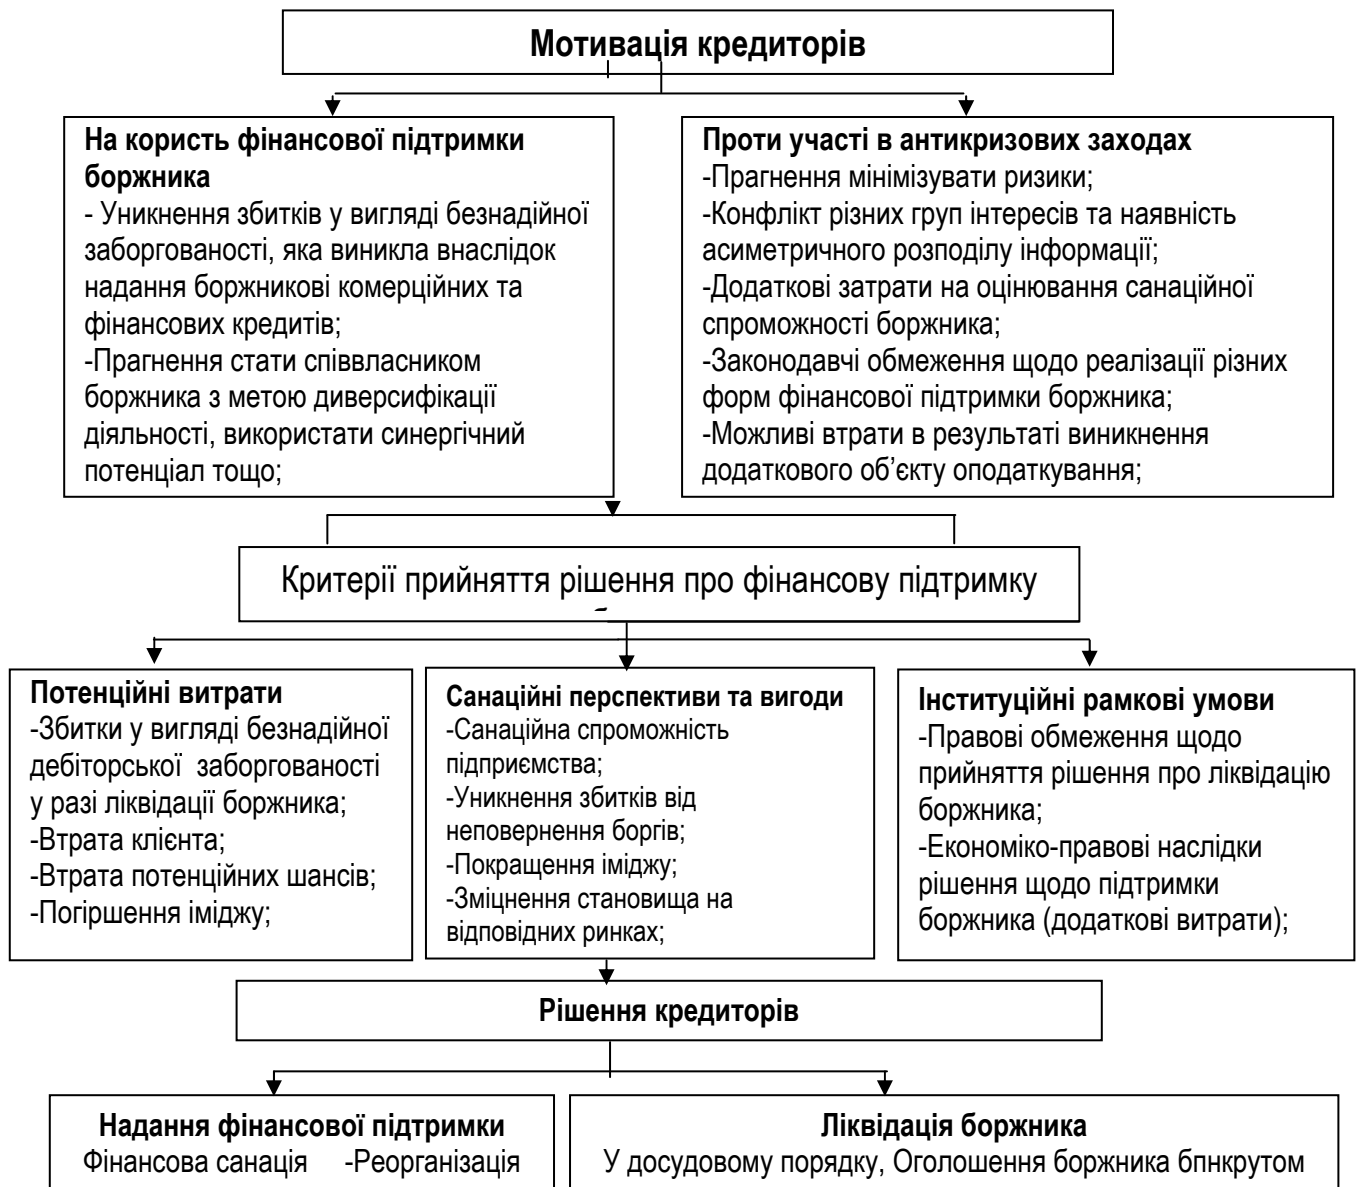 Мотивація кредиторів
На користь фінансової підтримки
боржника
- Уникнення збитків у вигляді безнадійної
заборгованості, яка виникла внаслідок
надання боржникові комерційних та
фінансових кредитів;
-Прагнення стати співвласником
боржника з метою диверсифікації
діяльності, використати синергічний
потенціал тощо;
Проти участі в антикризових заходах
-Прагнення мінімізувати ризики;
-Конфлікт різних груп інтересів та наявність
асиметричного розподілу інформації;
-Додаткові затрати на оцінювання санаційної
спроможності боржника;
-Законодавчі обмеження щодо реалізації різних
форм фінансової підтримки боржника;
-Можливі втрати в результаті виникнення
додаткового об’єкту оподаткування;
Критерії прийняття рішення про фінансову підтримку
Потенційні витрати
-Збитки у вигляді безнадійної
дебіторської заборгованості
у разі ліквідації боржника;
-Втрата клієнта;
-Втрата потенційних шансів;
-Погіршення іміджу;
Санаційні перспективи та вигоди
-Санаційна спроможність
підприємства;
-Уникнення збитків від
неповернення боргів;
-Покращення іміджу;
-Зміцнення становища на
відповідних ринках;
Інституційні рамкові умови
-Правові обмеження щодо
прийняття рішення про ліквідацію
боржника;
-Економіко-правові наслідки
рішення щодо підтримки
боржника (додаткові витрати);
Рішення кредиторів
Надання фінансової підтримки
Фінансова санація -Реорганізація
Ліквідація боржника
У досудовому порядку, Оголошення боржника бпнкрутом